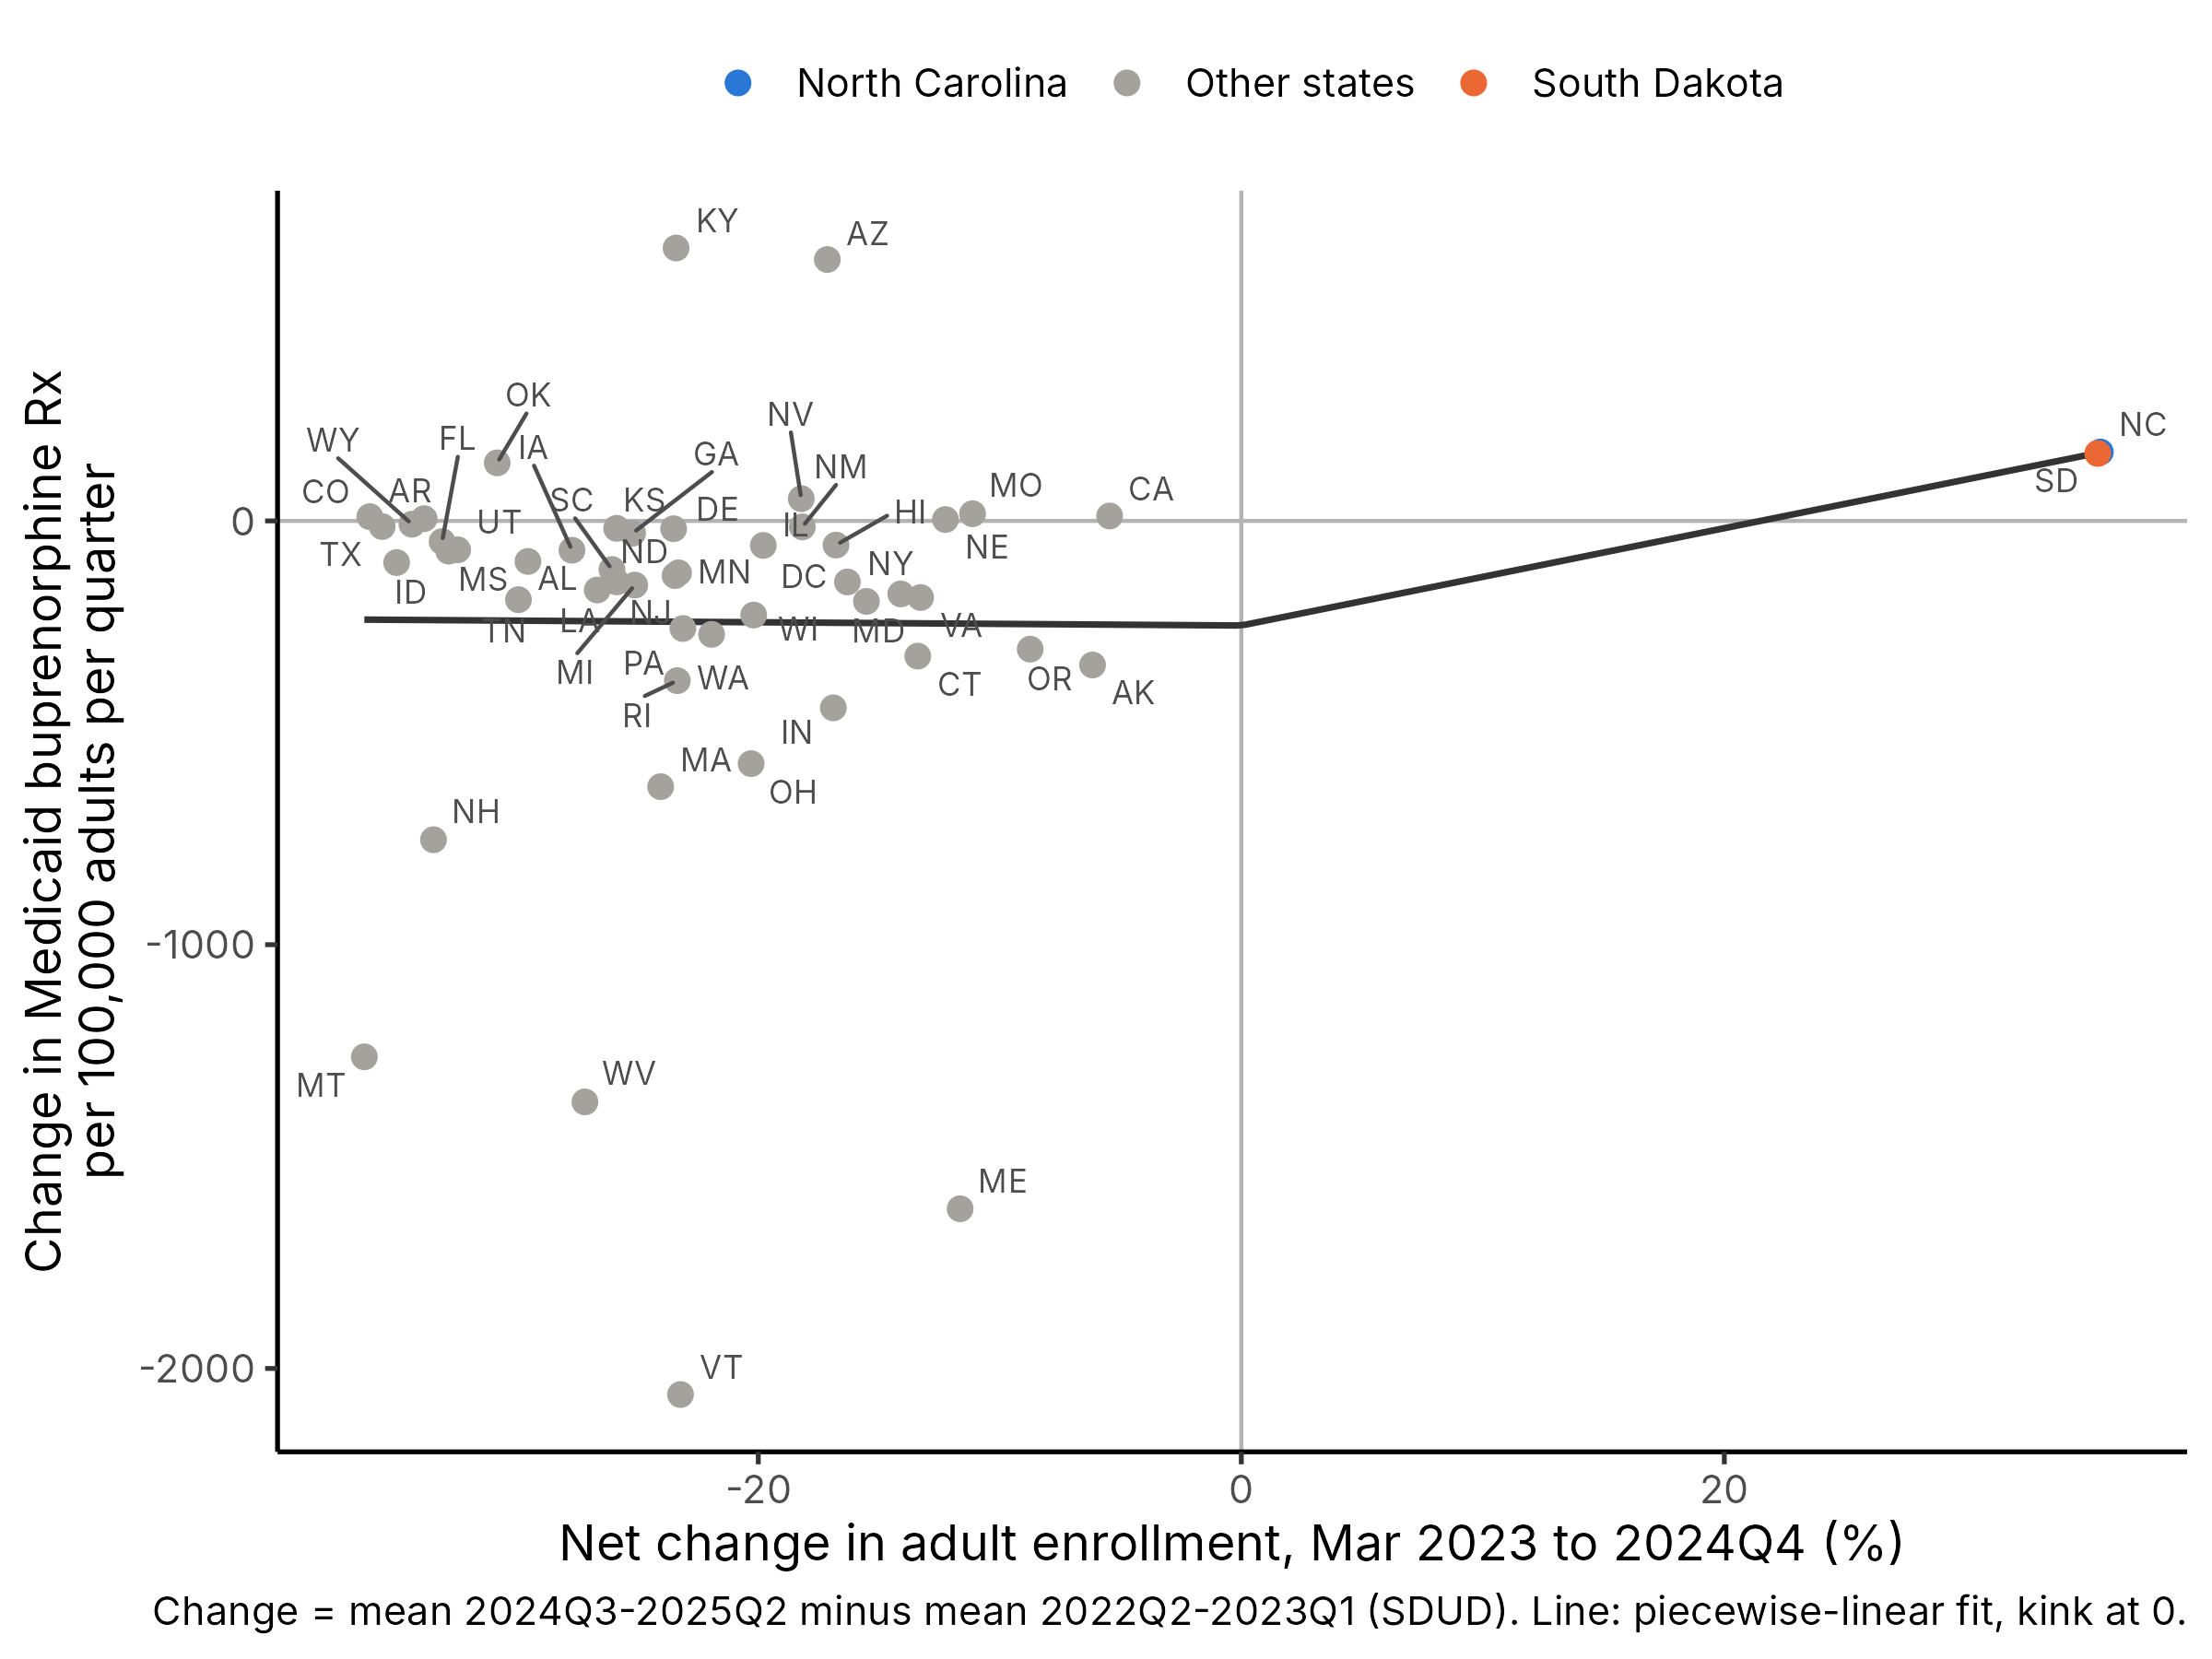 North Carolina Other states South Dakota
Change in Medicaid buprenorphine Rx
per 100,000 adults per quarter
KY
AZ
OK
NV
NC
WY
FL
IA
GA
NM
CO
AR
SC
KS
DE
HI
MO
CA
SD
0
TX
UT
ND
IL
NE
ID
MS
AL
MN
DC
NY
TN
LA
NJ
WI
MD
VA
MI
PA
WA
CT
OR
AK
RI
IN
MA
OH
NH
-1000
MT
WV
ME
-2000
VT
-20 0 20
Net change in adult enrollment, Mar 2023 to 2024Q4 (%)
Change = mean 2024Q3-2025Q2 minus mean 2022Q2-2023Q1 (SDUD). Line: piecewise-linear fit, kink at 0.